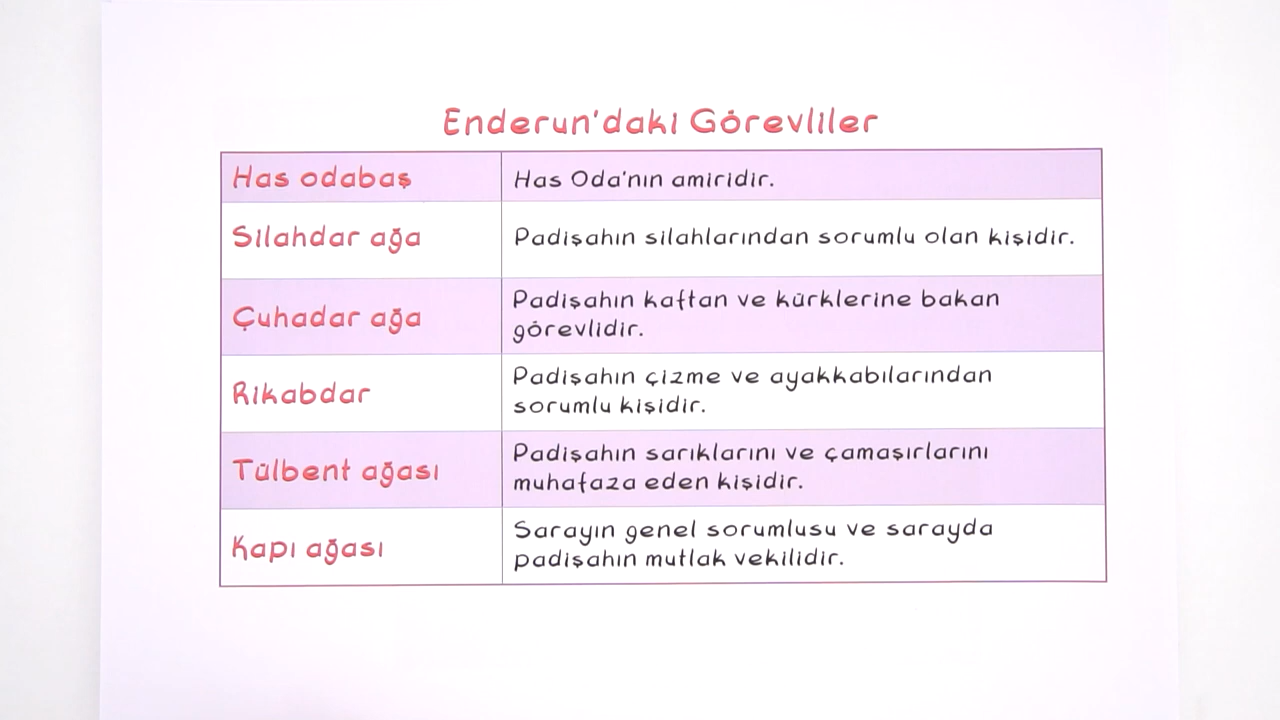 Enderun'daki Görevliler
Has odabaş
Has Oda'nın amiridir.
Silahdar ağa
Padişahın silahlarından sorumlu olan kişidir.
Çuhadar ağa
Padişahın kaftan ve kürklerine bakan
görevlidir.
Rikabdar
Padişahın çizme ve ayakkabılarından
sorumlu kişidir.
Tülbent ağası
Padişahın sarıklarını ve çamaşırlarını
muhafaza eden kişidir.
Kapı ağası
Sarayın genel sorumlusu ve sarayda
padişahın mutlak vekilidir.